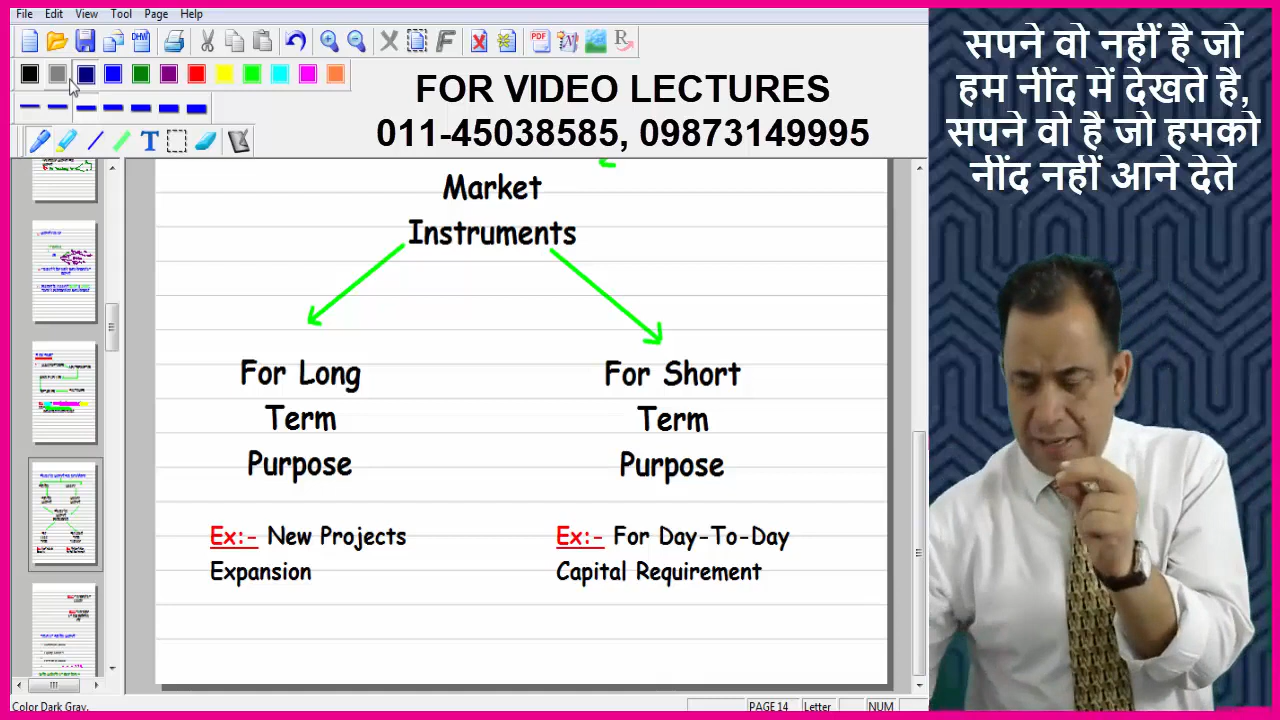 File Edit View Tool Page Help
FOR VIDEO LECTURES
011-45038585, 09873149995
सपने वो नहीं है जो
हम नींद में देखते है,
सपने वो है जो हमको
नींद नहीं आने देते
Market
Instruments
For Long
Term
Purpose
For Short
Term
Purpose
Ex:- New Projects
Expansion
Ex:- For Day-To-Day
Capital Requirement
Color Dark Gray.
PAGE 14 Letter NUM